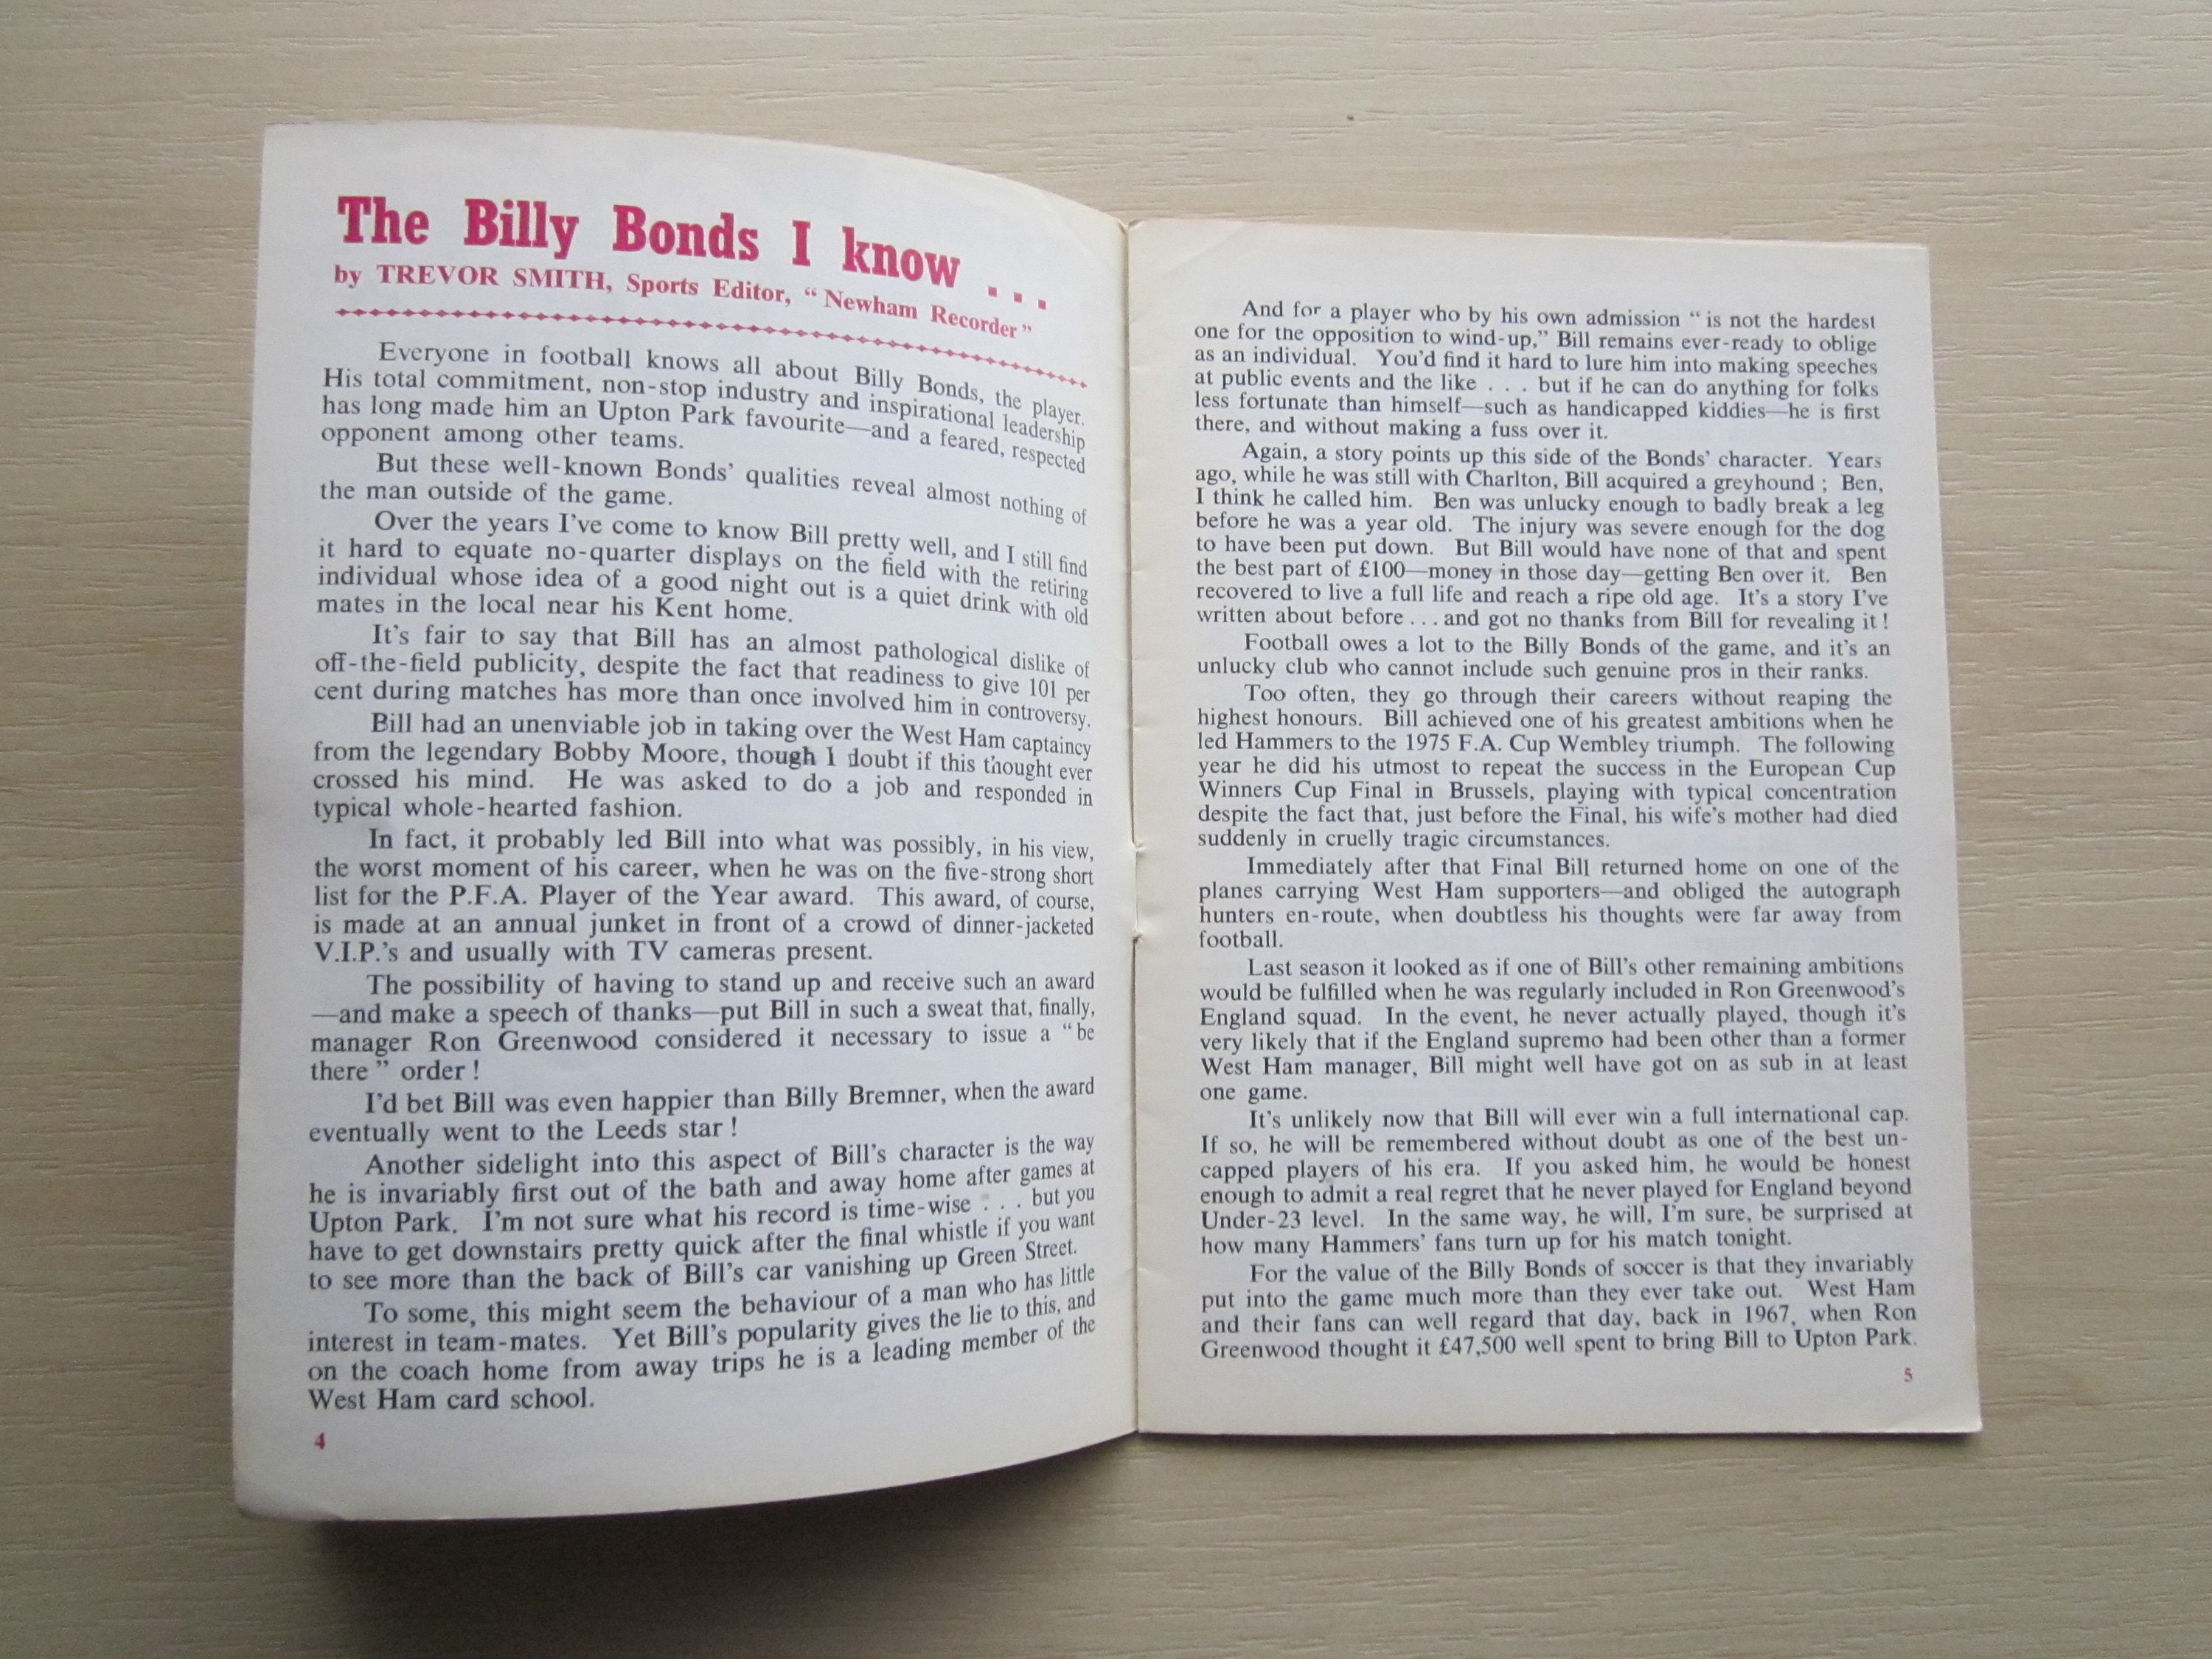 The Billy Bonds I know . . .
by TREVOR SMITH, Sports Editor, “ Newham Recorder ”
Everyone in football knows all about Billy Bonds, the player.
His total commitment, non-stop industry and inspirational leadership
has long made him an Upton Park favourite—and a feared, respected
opponent among other teams.
But these well-known Bonds’ qualities reveal almost nothing of
the man outside of the game.
Over the years I’ve come to know Bill pretty well, and I still find
it hard to equate no-quarter displays on the field with the retiring
individual whose idea of a good night out is a quiet drink with old
mates in the local near his Kent home.
It’s fair to say that Bill has an almost pathological dislike of
off-the-field publicity, despite the fact that readiness to give 101 per
cent during matches has more than once involved him in controversy.
Bill had an unenviable job in taking over the West Ham captaincy
from the legendary Bobby Moore, though I doubt if this thought ever
crossed his mind. He was asked to do a job and responded in
typical whole-hearted fashion.
In fact, it probably led Bill into what was possibly, in his view,
the worst moment of his career, when he was on the five-strong short
list for the P.F.A. Player of the Year award. This award, of course,
is made at an annual junket in front of a crowd of dinner-jacketed
V.I.P.’s and usually with TV cameras present.
The possibility of having to stand up and receive such an award
—and make a speech of thanks—put Bill in such a sweat that, finally,
manager Ron Greenwood considered it necessary to issue a “ be
there ” order !
I’d bet Bill was even happier than Billy Bremner, when the award
eventually went to the Leeds star !
Another sidelight into this aspect of Bill’s character is the way
he is invariably first out of the bath and away home after games at
Upton Park. I’m not sure what his record is time-wise . . . but you
have to get downstairs pretty quick after the final whistle if you want
to see more than the back of Bill’s car vanishing up Green Street.
To some, this might seem the behaviour of a man who has little
interest in team-mates. Yet Bill’s popularity gives the lie to this, and
on the coach home from away trips he is a leading member of the
West Ham card school.
4
And for a player who by his own admission “ is not the hardest
one for the opposition to wind-up,” Bill remains ever-ready to oblige
as an individual. You’d find it hard to lure him into making speeches
at public events and the like . . . but if he can do anything for folks
less fortunate than himself—such as handicapped kiddies—he is first
there, and without making a fuss over it.
Again, a story points up this side of the Bonds’ character. Years
ago, while he was still with Charlton, Bill acquired a greyhound ; Ben,
I think he called him. Ben was unlucky enough to badly break a leg
before he was a year old. The injury was severe enough for the dog
to have been put down. But Bill would have none of that and spent
the best part of £100—money in those day—getting Ben over it. Ben
recovered to live a full life and reach a ripe old age. It’s a story I’ve
written about before . . . and got no thanks from Bill for revealing it !
Football owes a lot to the Billy Bonds of the game, and it’s an
unlucky club who cannot include such genuine pros in their ranks.
Too often, they go through their careers without reaping the
highest honours. Bill achieved one of his greatest ambitions when he
led Hammers to the 1975 F.A. Cup Wembley triumph. The following
year he did his utmost to repeat the success in the European Cup
Winners Cup Final in Brussels, playing with typical concentration
despite the fact that, just before the Final, his wife’s mother had died
suddenly in cruelly tragic circumstances.
Immediately after that Final Bill returned home on one of the
planes carrying West Ham supporters—and obliged the autograph
hunters en-route, when doubtless his thoughts were far away from
football.
Last season it looked as if one of Bill’s other remaining ambitions
would be fulfilled when he was regularly included in Ron Greenwood’s
England squad. In the event, he never actually played, though it’s
very likely that if the England supremo had been other than a former
West Ham manager, Bill might well have got on as sub in at least
one game.
It’s unlikely now that Bill will ever win a full international cap.
If so, he will be remembered without doubt as one of the best un-
capped players of his era. If you asked him, he would be honest
enough to admit a real regret that he never played for England beyond
Under-23 level. In the same way, he will, I’m sure, be surprised at
how many Hammers’ fans turn up for his match tonight.
For the value of the Billy Bonds of soccer is that they invariably
put into the game much more than they ever take out. West Ham
and their fans can well regard that day, back in 1967, when Ron
Greenwood thought it £47,500 well spent to bring Bill to Upton Park.
5